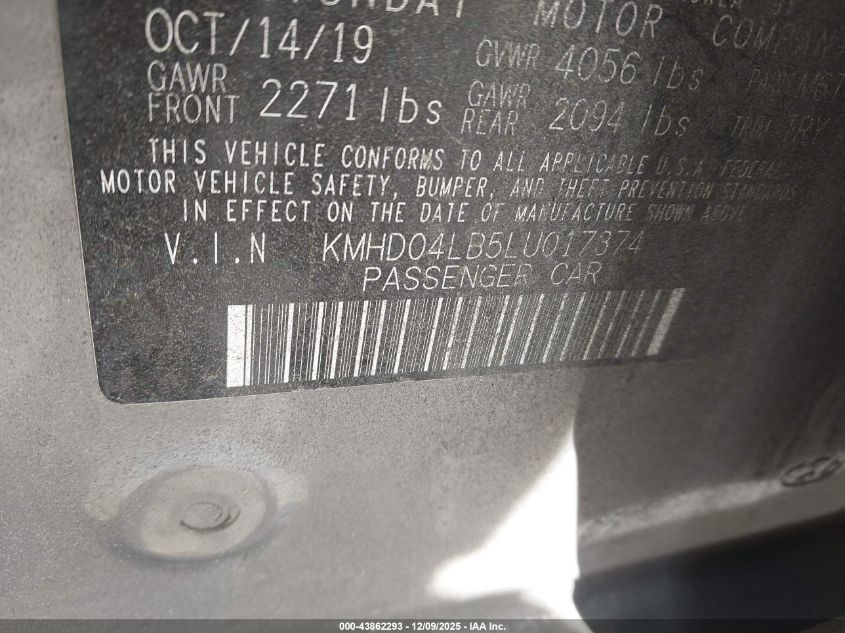 MOTOR COMPANY
OCT/14/19 GVWR 4056 lbs
GAWR FRONT 2271 lbs GAWR REAR 2094 lbs
THIS VEHICLE CONFORMS TO ALL APPLICABLE U.S.A. FEDERAL
MOTOR VEHICLE SAFETY, BUMPER, AND THEFT PREVENTION STANDARDS
IN EFFECT ON THE DATE OF MANUFACTURE SHOWN ABOVE
V.I.N KMHD04LB5LU017374
PASSENGER CAR
000-43862293 - 12/09/2025 - IAA Inc.